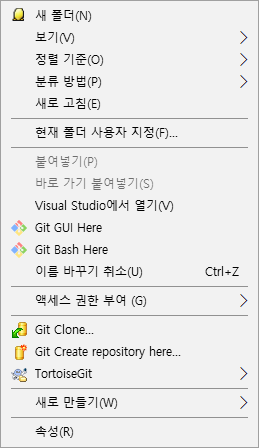 새 폴더(N)
보기(V)
정렬 기준(O)
분류 방법(P)
새로 고침(E)
현재 폴더 사용자 지정(F)...
붙여넣기(P)
바로 가기 붙여넣기(S)
Visual Studio에서 열기(V)
Git GUI Here
Git Bash Here
이름 바꾸기 취소(U) Ctrl+Z
액세스 권한 부여 (G)
Git Clone...
Git Create repository here...
TortoiseGit
새로 만들기(W)
속성(R)